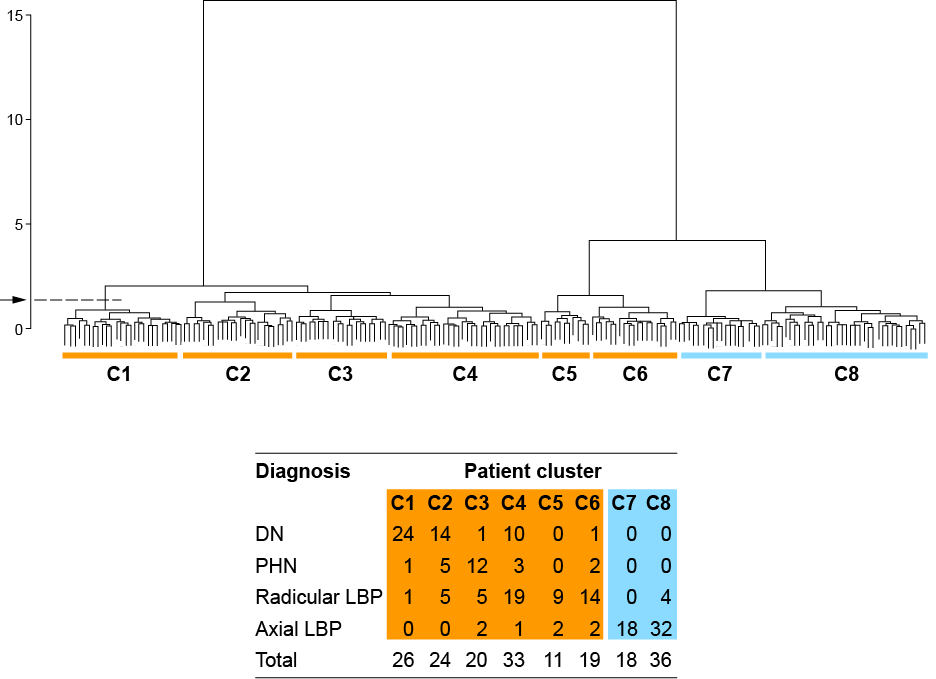 15
10
5
0
C1 C2 C3 C4 C5 C6 C7 C8
Diagnosis Patient cluster
C1 C2 C3 C4 C5 C6 C7 C8
DN 24 14 1 10 0 1 0 0
PHN 1 5 12 3 0 2 0 0
Radicular LBP 1 5 5 19 9 14 0 4
Axial LBP 0 0 2 1 2 2 18 32
Total 26 24 20 33 11 19 18 36